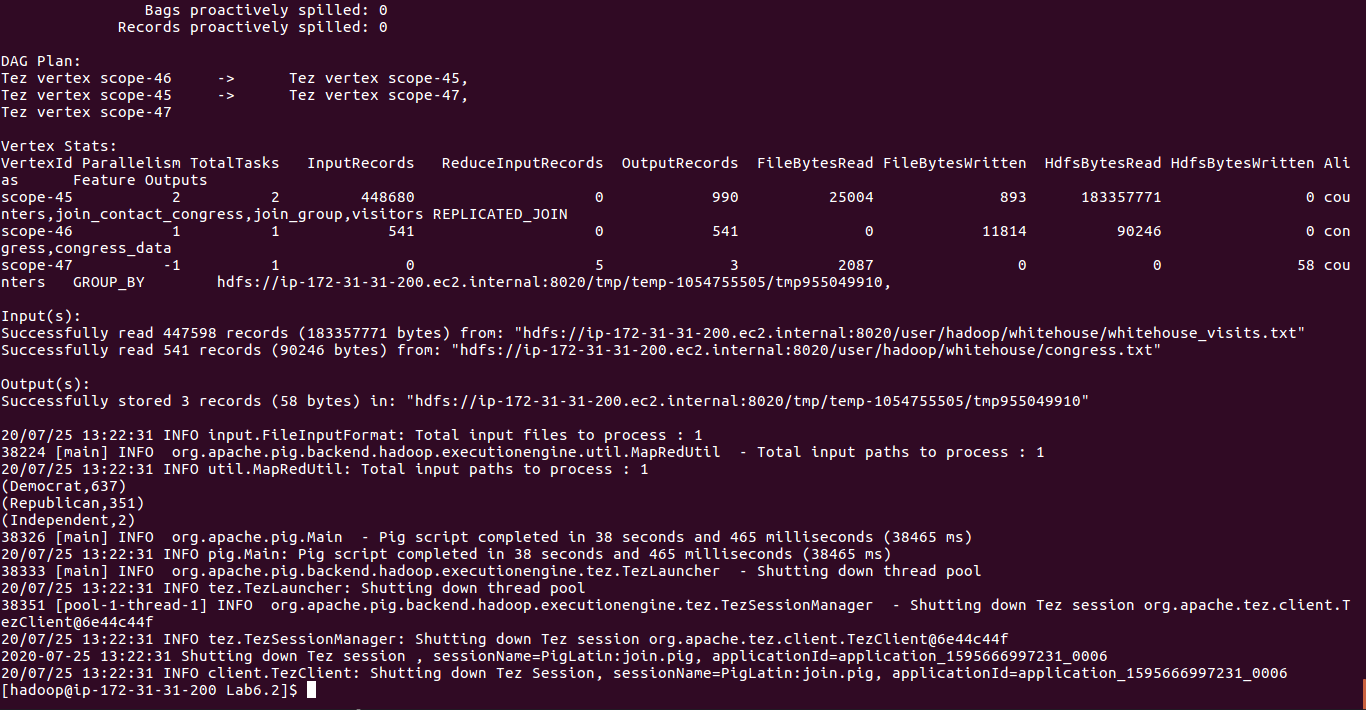 Bags proactively spilled: 0
Records proactively spilled: 0
DAG Plan:
Tez vertex scope-46	->	Tez vertex scope-45,
Tez vertex scope-45	->	Tez vertex scope-47,
Tez vertex scope-47
Vertex Stats:
VertexId Parallelism TotalTasks   InputRecords   ReduceInputRecords  OutputRecords  FileBytesRead FileBytesWritten  HdfsBytesRead HdfsBytesWritten Ali
as	Feature	Outputs
scope-45           2          2         448680                    0            990          25004              893      183357771                0 cou
nters,join_contact_congress,join_group,visitors	REPLICATED_JOIN
scope-46           1          1            541                    0            541              0            11814          90246                0 con
gress,congress_data
scope-47          -1          1              0                    5              3           2087                0              0               58 cou
nters	GROUP_BY	hdfs://ip-172-31-31-200.ec2.internal:8020/tmp/temp-1054755505/tmp955049910,
Input(s):
Successfully read 447598 records (183357771 bytes) from: "hdfs://ip-172-31-31-200.ec2.internal:8020/user/hadoop/whitehouse/whitehouse_visits.txt"
Successfully read 541 records (90246 bytes) from: "hdfs://ip-172-31-31-200.ec2.internal:8020/user/hadoop/whitehouse/congress.txt"
Output(s):
Successfully stored 3 records (58 bytes) in: "hdfs://ip-172-31-31-200.ec2.internal:8020/tmp/temp-1054755505/tmp955049910"
20/07/25 13:22:31 INFO input.FileInputFormat: Total input files to process : 1
38224 [main] INFO  org.apache.pig.backend.hadoop.executionengine.util.MapRedUtil  - Total input paths to process : 1
20/07/25 13:22:31 INFO util.MapRedUtil: Total input paths to process : 1
(Democrat,637)
(Republican,351)
(Independent,2)
38326 [main] INFO  org.apache.pig.Main  - Pig script completed in 38 seconds and 465 milliseconds (38465 ms)
20/07/25 13:22:31 INFO pig.Main: Pig script completed in 38 seconds and 465 milliseconds (38465 ms)
38333 [main] INFO  org.apache.pig.backend.hadoop.executionengine.tez.TezLauncher  - Shutting down thread pool
20/07/25 13:22:31 INFO tez.TezLauncher: Shutting down thread pool
38351 [pool-1-thread-1] INFO  org.apache.pig.backend.hadoop.executionengine.tez.TezSessionManager  - Shutting down Tez session org.apache.tez.client.T
ezClient@6e44c44f
20/07/25 13:22:31 INFO tez.TezSessionManager: Shutting down Tez session org.apache.tez.client.TezClient@6e44c44f
2020-07-25 13:22:31 Shutting down Tez session , sessionName=PigLatin:join.pig, applicationId=application_1595666997231_0006
20/07/25 13:22:31 INFO client.TezClient: Shutting down Tez Session, sessionName=PigLatin:join.pig, applicationId=application_1595666997231_0006
[hadoop@ip-172-31-31-200 Lab6.2]$